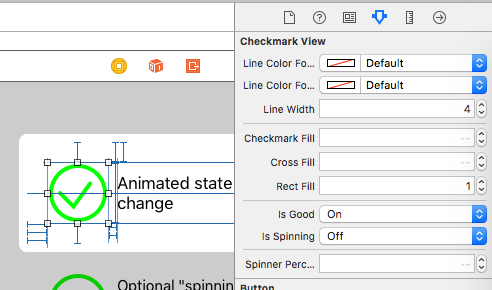 Checkmark View
Line Color Fo... Default
Line Color Fo... Default
Line Width 4
Checkmark Fill --
Cross Fill --
Rect Fill 1
Is Good On
Is Spinning Off
Spinner Perc... --
Button
Animated state
change
Optional "spinnin